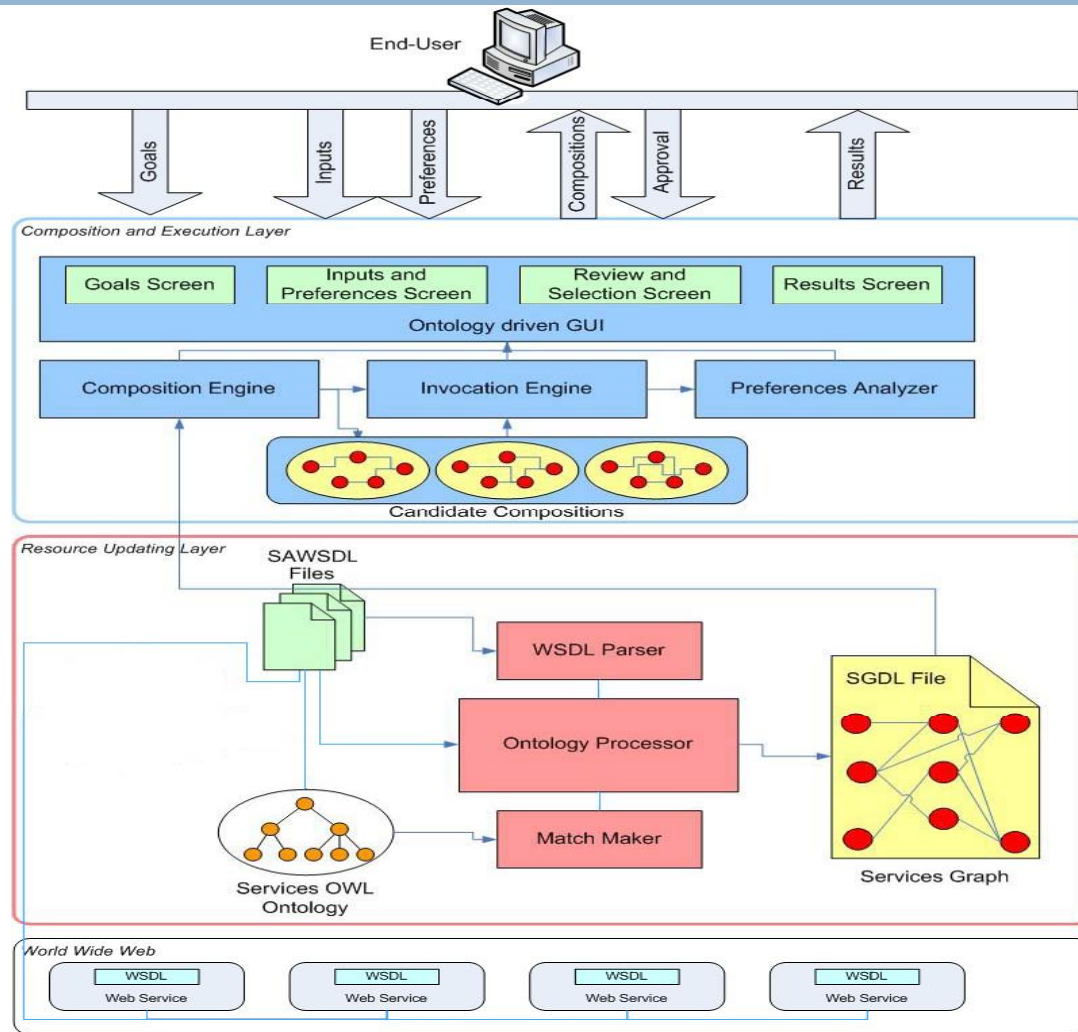 End-User
Goals
Inputs
Preferences
Compositions
Approval
Results
Composition and Execution Layer
Goals Screen
Inputs and
Preferences Screen
Review and
Selection Screen
Results Screen
Ontology driven GUI
Composition Engine
Invocation Engine
Preferences Analyzer
Candidate Compositions
Resource Updating Layer
SAWSDL
Files
WSDL Parser
SGDL File
Ontology Processor
Match Maker
Services OWL
Ontology
Services Graph
World Wide Web
WSDL
Web Service
WSDL
Web Service
WSDL
Web Service
WSDL
Web Service